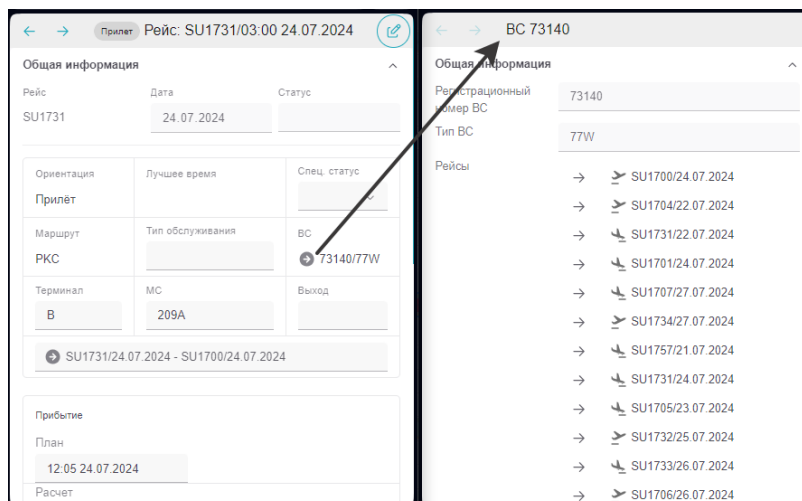 Прилет Рейс: SU1731/03:00 24.07.2024
Общая информация
Рейс Дата Статус
SU1731 24.07.2024
Ориентация Лучшее время Спец. статус
Прилёт
Маршрут Тип обслуживания ВС
РКС 73140/77W
Терминал МС Выход
B 209A
SU1731/24.07.2024 - SU1700/24.07.2024
Прибытие
План
12:05 24.07.2024
Расчет
ВС 73140
Общая информация
Регистрационный
номер ВС
73140
Тип ВС
77W
Рейсы
SU1700/24.07.2024
SU1704/22.07.2024
SU1731/22.07.2024
SU1701/24.07.2024
SU1707/27.07.2024
SU1734/27.07.2024
SU1757/21.07.2024
SU1731/24.07.2024
SU1705/23.07.2024
SU1732/25.07.2024
SU1733/26.07.2024
SU1706/26.07.2024